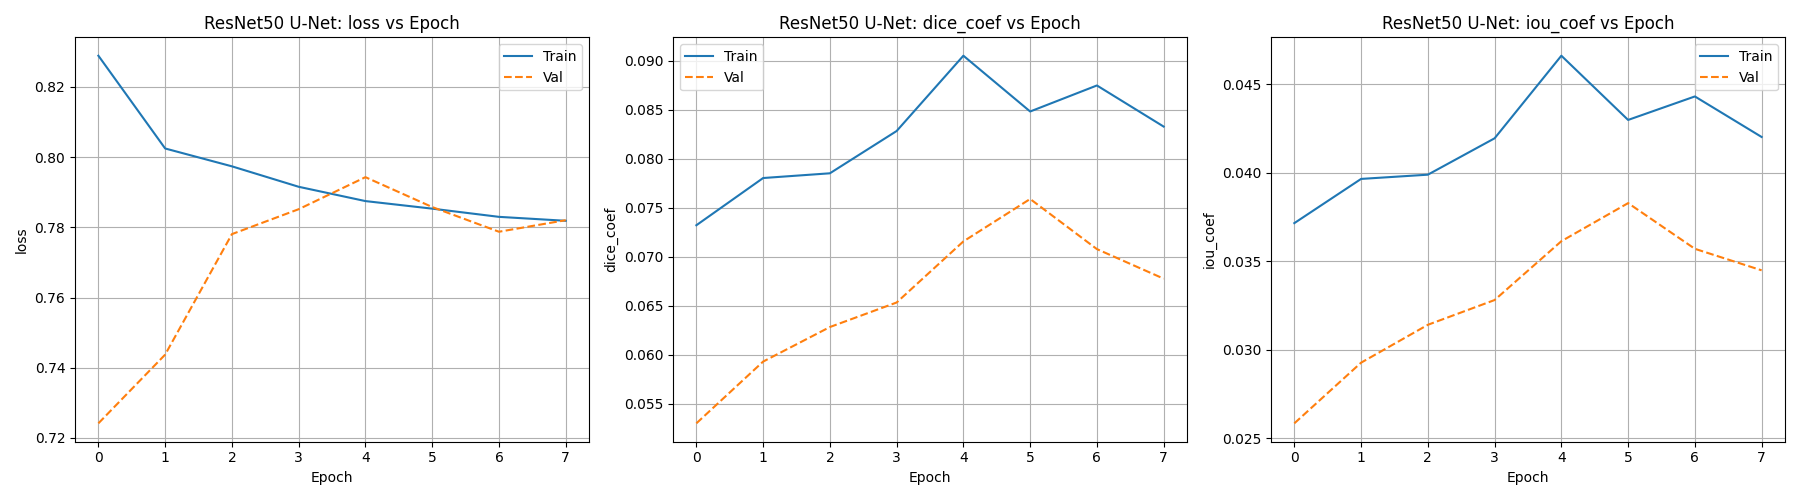 ResNet50 U-Net: loss vs Epoch
Train
Val
0.82
0.80
0.78
0.76
0.74
0.72
loss
0 1 2 3 4 5 6 7
Epoch
ResNet50 U-Net: dice_coef vs Epoch
Train
Val
0.090
0.085
0.080
0.075
0.070
0.065
0.060
0.055
dice_coef
0 1 2 3 4 5 6 7
Epoch
ResNet50 U-Net: iou_coef vs Epoch
Train
Val
0.045
0.040
0.035
0.030
0.025
iou_coef
0 1 2 3 4 5 6 7
Epoch